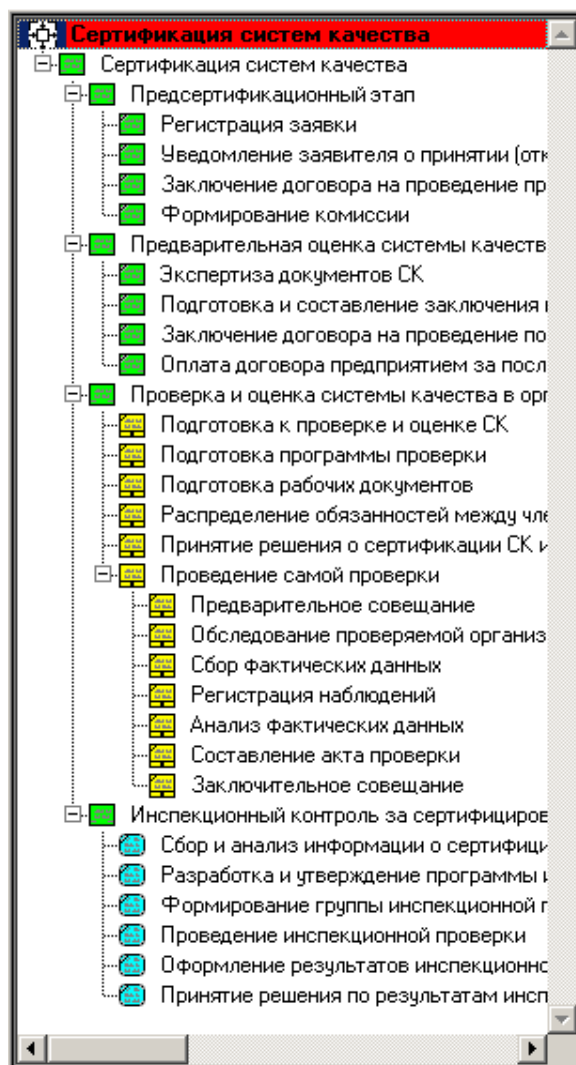 Сертификация систем качества
Сертификация систем качества
Предсертификационный этап
Регистрация заявки
Уведомление заявителя о принятии (отк
Заключение договора на проведение пр
Формирование комиссии
Предварительная оценка системы качеств
Экспертиза документов СК
Подготовка и составление заключения
Заключение договора на проведение по
Оплата договора предприятием за посл
Проверка и оценка системы качества в орг
Подготовка к проверке и оценке СК
Подготовка программы проверки
Подготовка рабочих документов
Распределение обязанностей между чле
Принятие решения о сертификации СК и
Проведение самой проверки
Предварительное совещание
Обследование проверяемой организ
Сбор фактических данных
Регистрация наблюдений
Анализ фактических данных
Составление акта проверки
Заключительное совещание
Инспекционный контроль за сертифициров
Сбор и анализ информации о сертифици
Разработка и утверждение программы и
Формирование группы инспекционной п
Проведение инспекционной проверки
Оформление результатов инспекционно
Принятие решения по результатам инсп